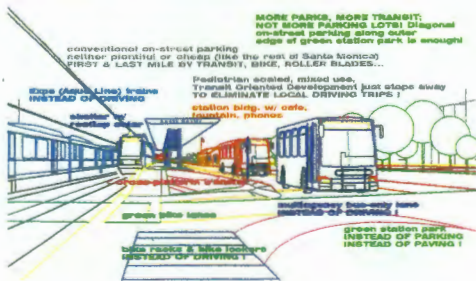 MORE PARKS, MORE TRANSIT;
NOT MORE PARKING LOTS! Diagonal
on-street parking along outer
edge of green station park is enough!
conventional on-street parking
neither plentiful or cheap (like the rest of Santa Monica)
FIRST & LAST MILE BY TRANSIT, BIKE, ROLLER BLADES...
Pedestrian scaled, mixed use,
Transit Oriented Development just steps away
TO ELIMINATE LOCAL DRIVING TRIPS !
Expo (Aqua Line) trains
INSTEAD OF DRIVING
station bldg. w/ cafe,
fountain, phones
shelter w/
rooftop
cross-platform transfer
green bike lanes
bus-only lane
INSTEAD OF DRIVING !
bike racks & bike lockers
INSTEAD OF DRIVING !
green station park
INSTEAD OF PARKING
INSTEAD OF PAVING !